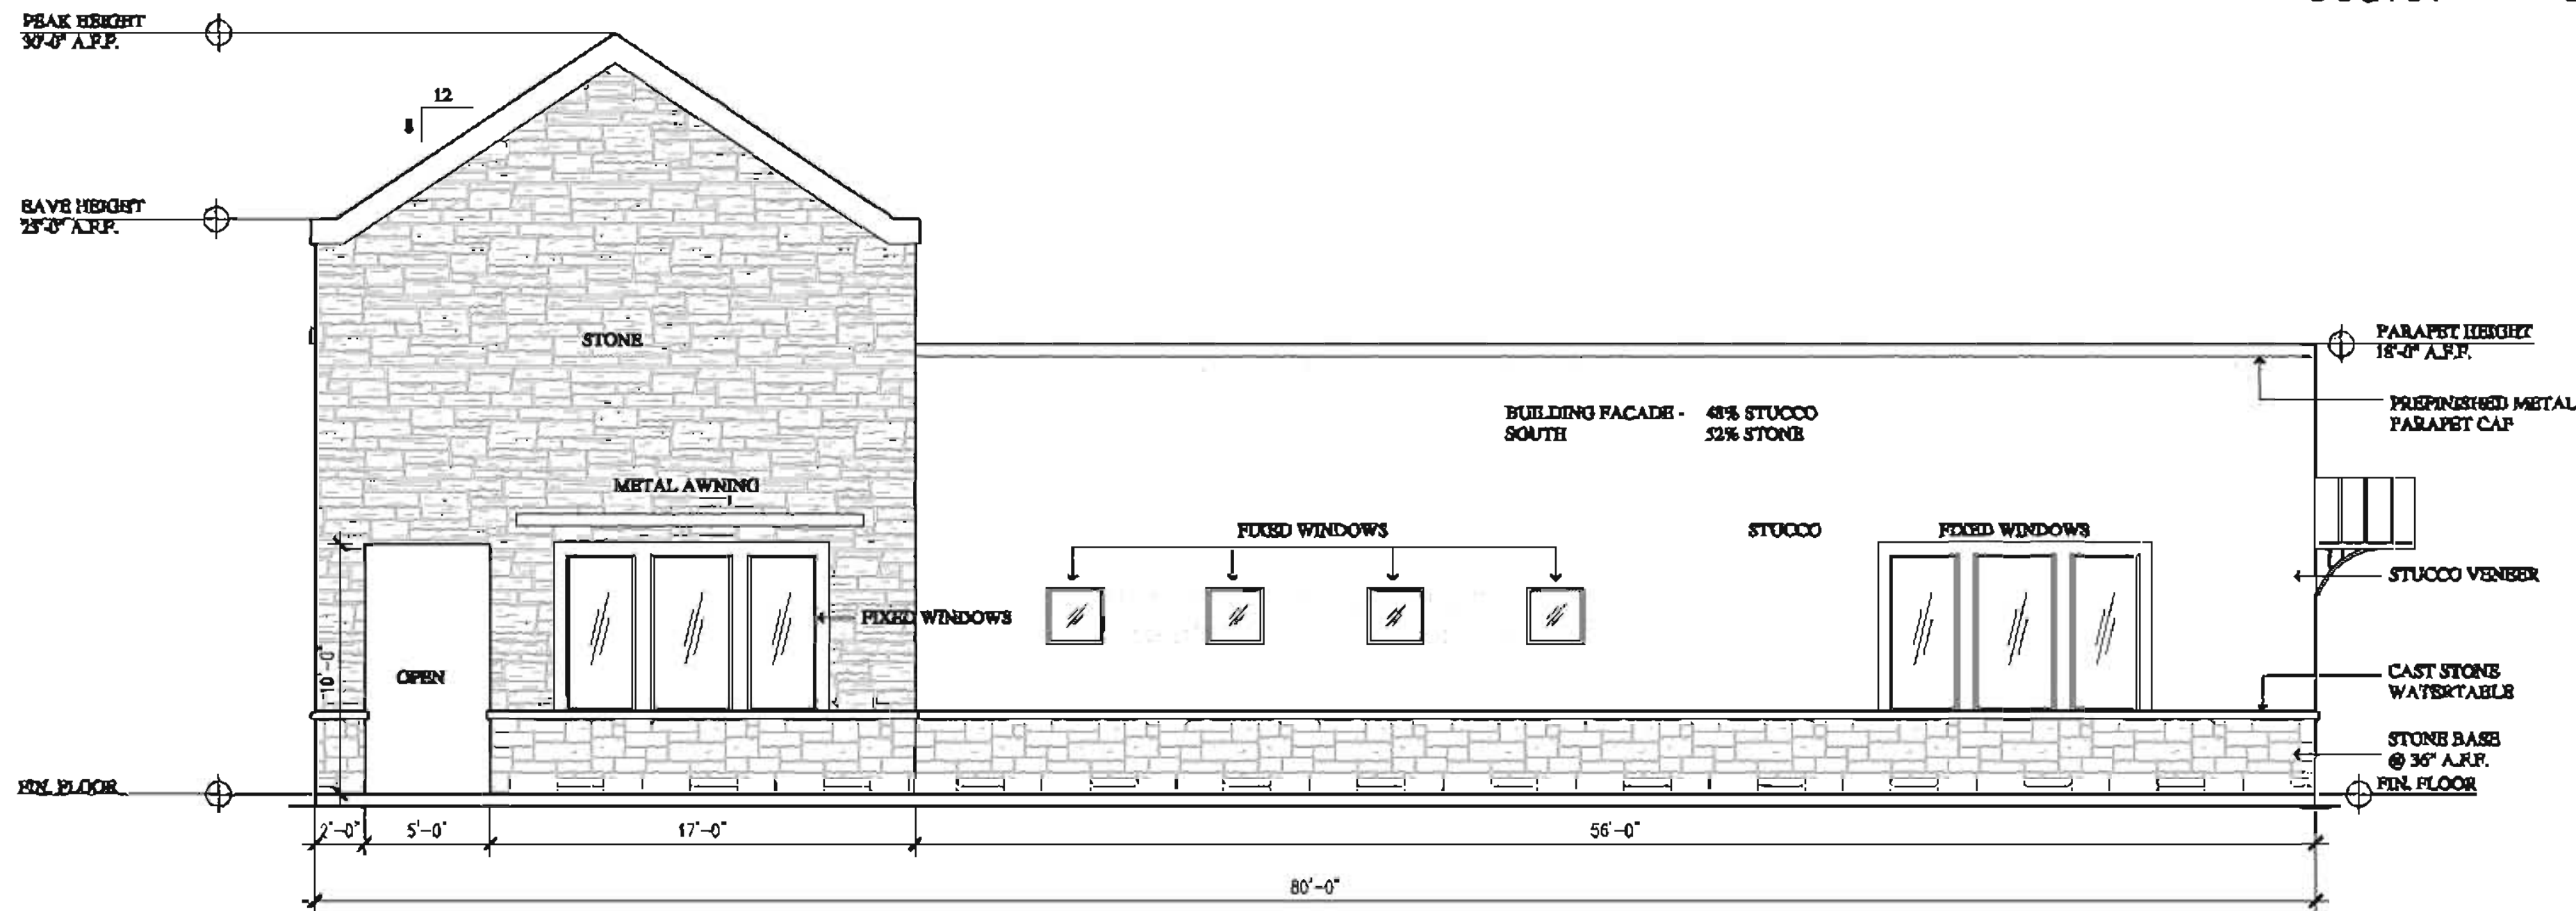 PEAK HEIGHT
30'-0" A.F.F.
12
EAVE HEIGHT
23'-0" A.F.F.
STONE
PARAPET HEIGHT
18'-0" A.F.F.
PREFINISHED METAL
PARAPET CAP
BUILDING FACADE - 48% STUCCO
SOUTH 52% STONE
METAL AWNING
FIXED WINDOWS
STUCCO
FIXED WINDOWS
STUCCO VENEER
FIXED WINDOWS
10'-0"
OPEN
CAST STONE
WATERTABLE
STONE BASE
@ 36" A.F.F.
FIN. FLOOR
FIN. FLOOR
2'-0"
5'-0"
17'-0"
56'-0"
80'-0"